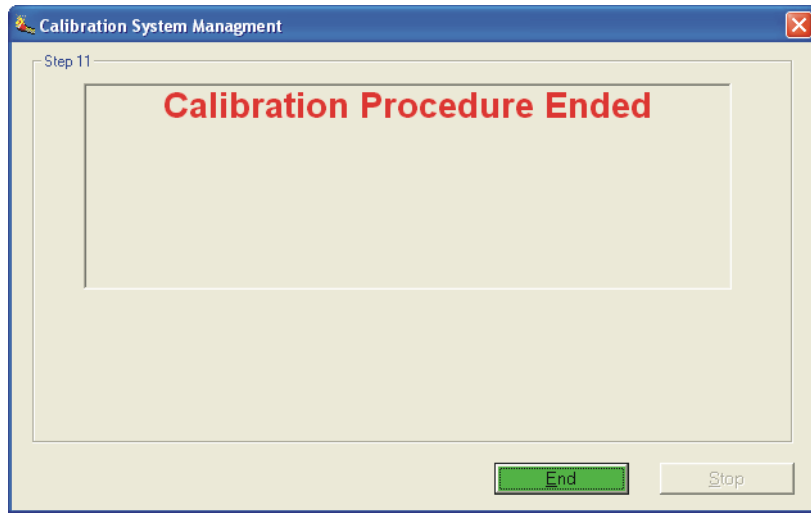 Calibration System Managment
Step 11
Calibration Procedure Ended
End
Stop